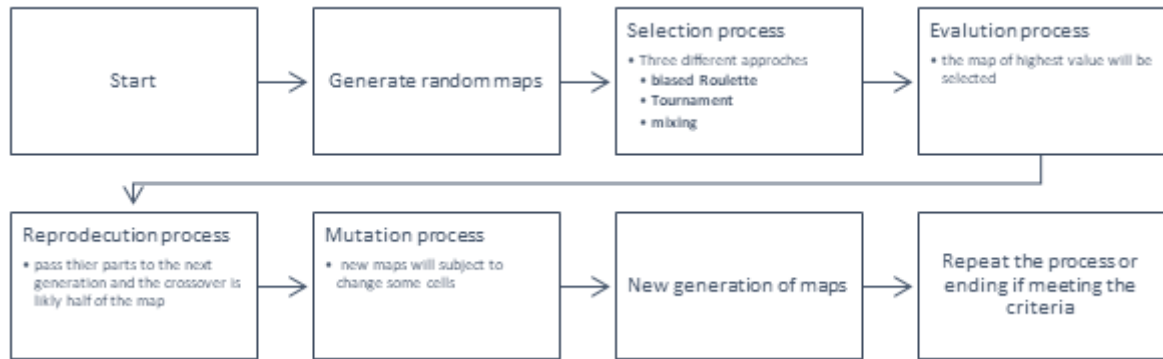 Start
Generate random maps
Selection process
• Three different approches
• biased Roulette
• Tournament
• mixing
Evalution process
• the map of highest value will be
selected
Reprodecution process
• pass thier parts to the next
generation and the crossover is
likly half of the map
Mutation process
• new maps will subject to
change some cells
New generation of maps
Repeat the process or
ending if meeting the
criteria